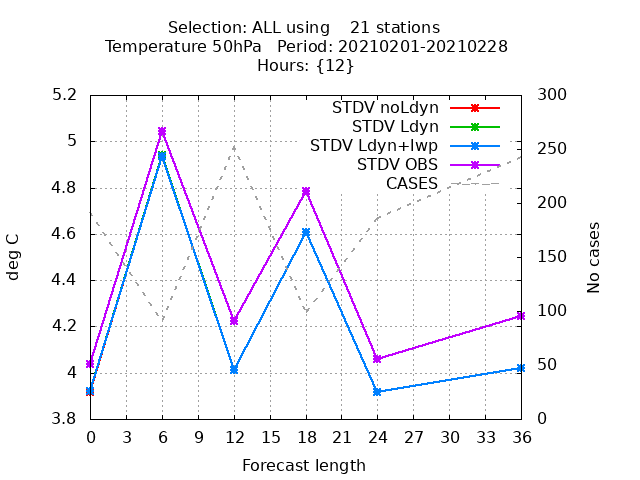 Selection: ALL using    21 stations
Temperature 50hPa   Period: 20210201-20210228
Hours: {12}
5.2
5
4.8
4.6
4.4
4.2
4
3.8
deg C
STDV noLdyn
STDV Ldyn
STDV Ldyn+lwp
STDV OBS
CASES
300
250
200
150
100
50
0
No cases
0 3 6 9 12 15 18 21 24 27 30 33 36
Forecast length